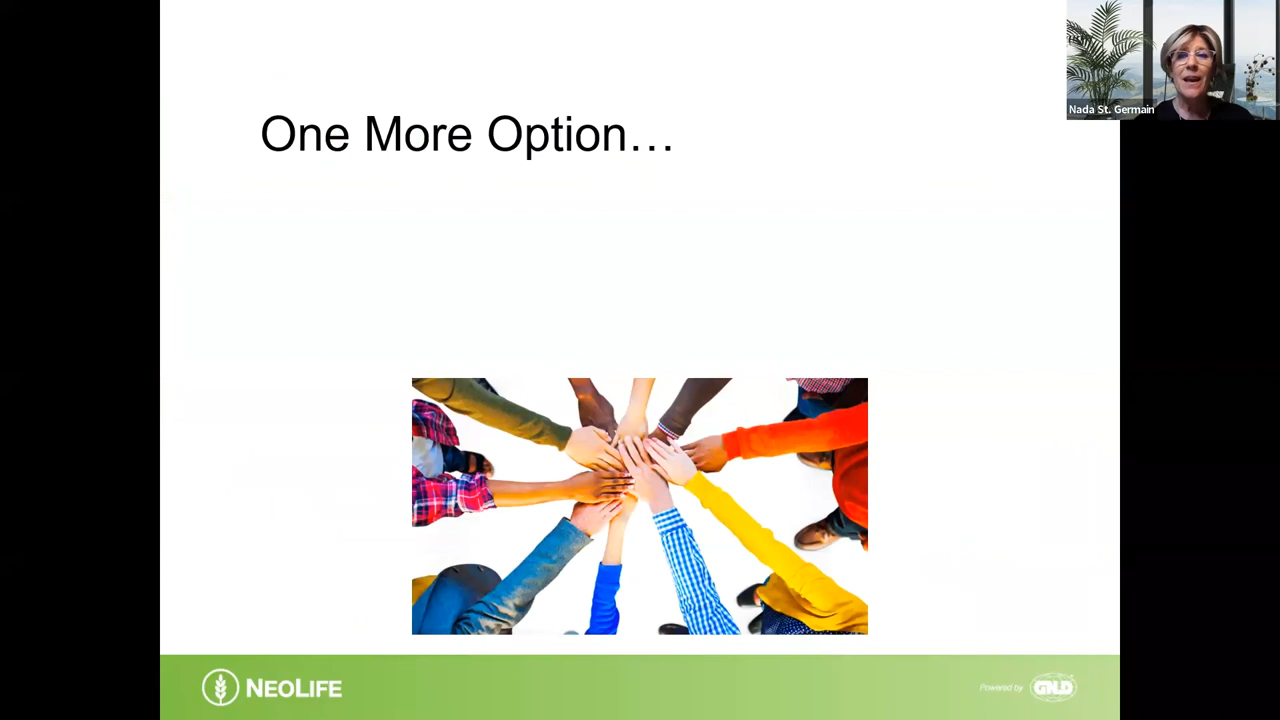 One More Option…
Nada St. Germain
NEOLIFE
Powered by GNLD